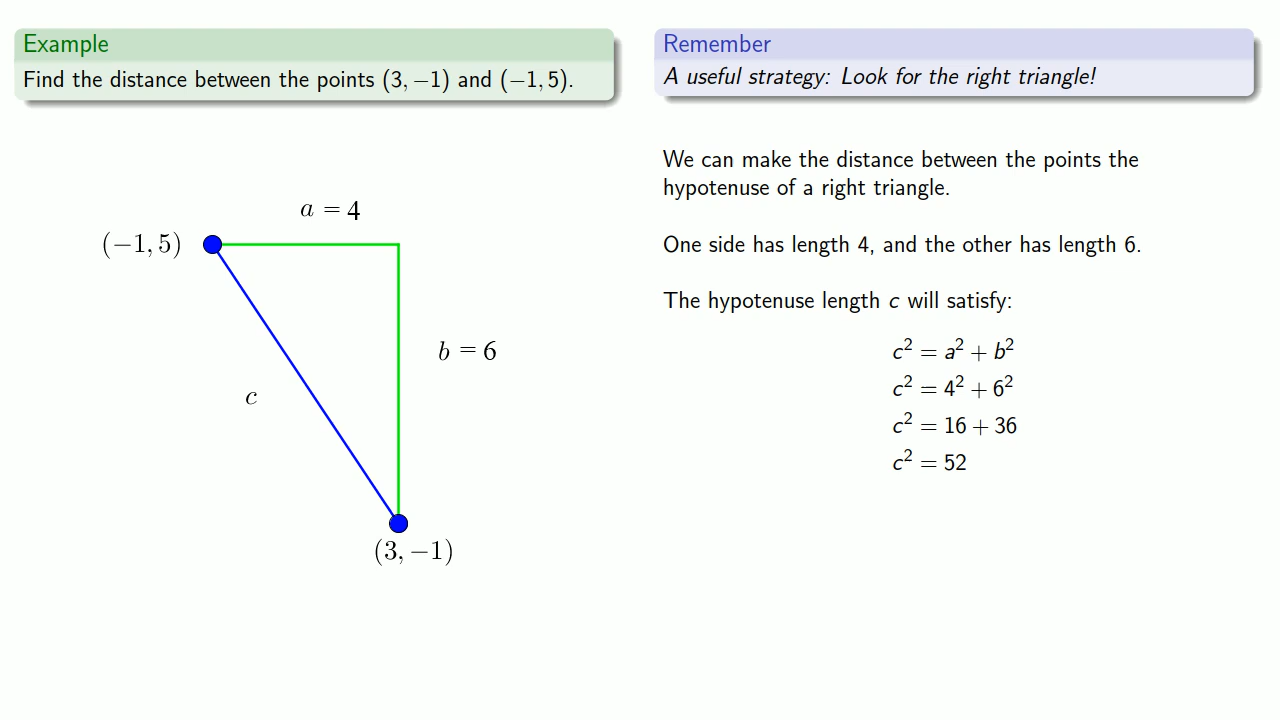 Example
Find the distance between the points (3, −1) and (−1, 5).
a = 4
(−1, 5)
b = 6
c
(3, −1)
Remember
A useful strategy: Look for the right triangle!
We can make the distance between the points the
hypotenuse of a right triangle.
One side has length 4, and the other has length 6.
The hypotenuse length c will satisfy:
c² = a² + b²
c² = 4² + 6²
c² = 16 + 36
c² = 52